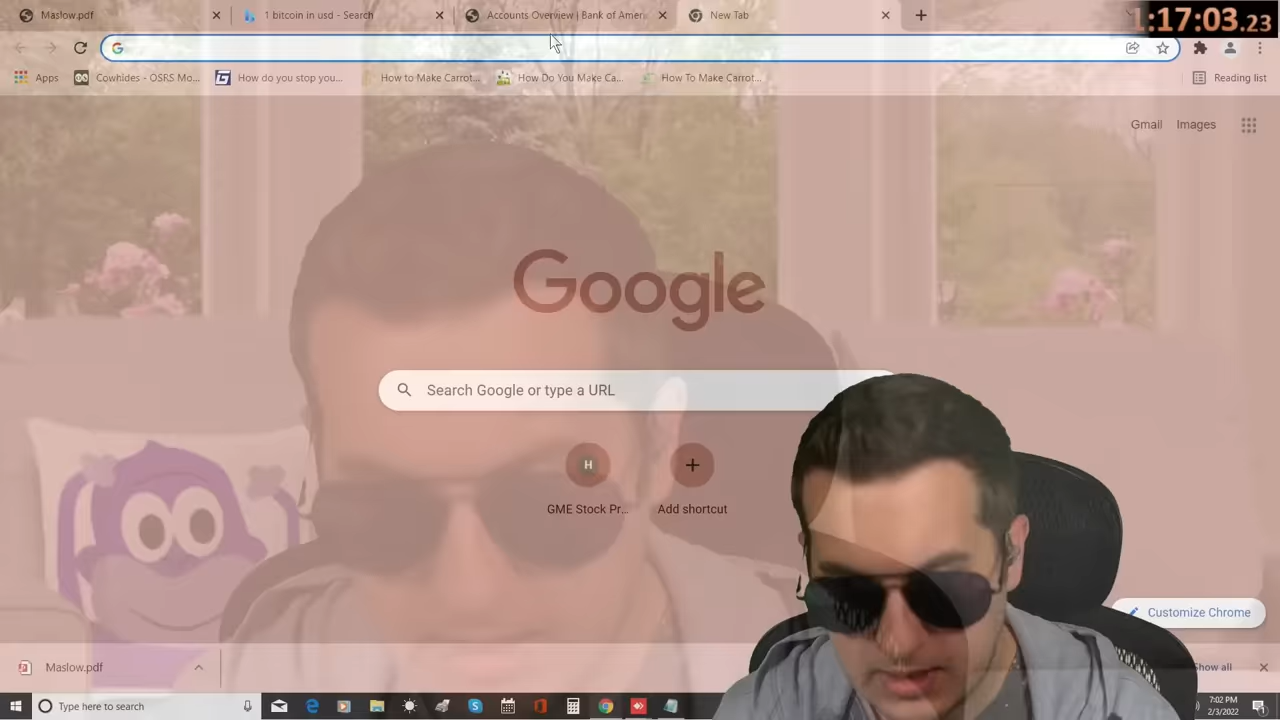 Maslow.pdf
1 bitcoin in usd - Search
Accounts Overview | Bank of Ameri
New Tab
1:17:03.23
Apps
Cowhides - OSRS Mo...
How do you stop you...
How to Make Carrot...
How Do You Make Ca...
How To Make Carrot...
Reading list
Gmail
Images
Google
Search Google or type a URL
H
GME Stock Pr...
Add shortcut
Customize Chrome
Maslow.pdf
Show all
Type here to search
7:02 PM
2/3/2022